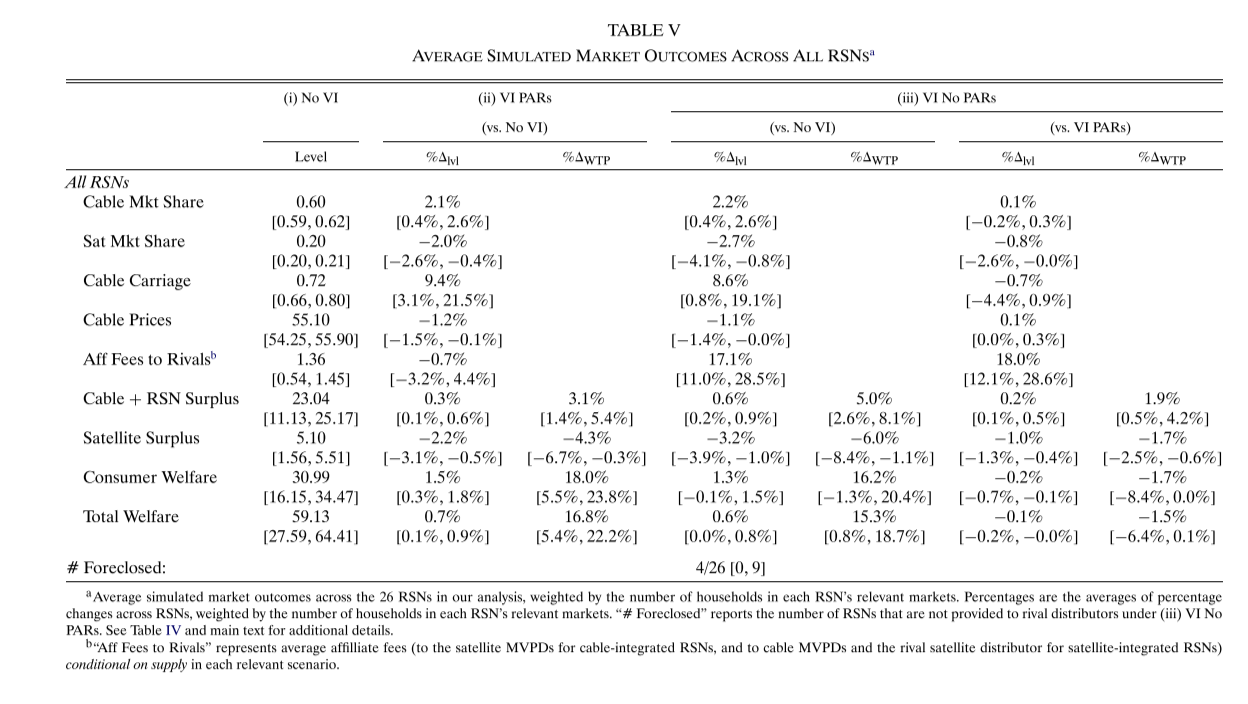 TABLE V
AVERAGE SIMULATED MARKET OUTCOMES ACROSS ALL RSNsᵃ
(i) No VI (ii) VI PARs (iii) VI No PARs
(vs. No VI) (vs. No VI) (vs. VI PARs)
Level %Δlvl %ΔWTP %Δlvl %ΔWTP %Δlvl %ΔWTP
All RSNs
Cable Mkt Share 0.60 2.1% 2.2% 0.1%
[0.59, 0.62] [0.4%, 2.6%] [0.4%, 2.6%] [−0.2%, 0.3%]
Sat Mkt Share 0.20 −2.0% −2.7% −0.8%
[0.20, 0.21] [−2.6%, −0.4%] [−4.1%, −0.8%] [−2.6%, −0.0%]
Cable Carriage 0.72 9.4% 8.6% −0.7%
[0.66, 0.80] [3.1%, 21.5%] [0.8%, 19.1%] [−4.4%, 0.9%]
Cable Prices 55.10 −1.2% −1.1% 0.1%
[54.25, 55.90] [−1.5%, −0.1%] [−1.4%, −0.0%] [0.0%, 0.3%]
Aff Fees to Rivalsᵇ 1.36 −0.7% 17.1% 18.0%
[0.54, 1.45] [−3.2%, 4.4%] [11.0%, 28.5%] [12.1%, 28.6%]
Cable + RSN Surplus 23.04 0.3% 3.1% 0.6% 5.0% 0.2% 1.9%
[11.13, 25.17] [0.1%, 0.6%] [1.4%, 5.4%] [0.2%, 0.9%] [2.6%, 8.1%] [0.1%, 0.5%] [0.5%, 4.2%]
Satellite Surplus 5.10 −2.2% −4.3% −3.2% −6.0% −1.0% −1.7%
[1.56, 5.51] [−3.1%, −0.5%] [−6.7%, −0.3%] [−3.9%, −1.0%] [−8.4%, −1.1%] [−1.3%, −0.4%] [−2.5%, −0.6%]
Consumer Welfare 30.99 1.5% 18.0% 1.3% 16.2% −0.2% −1.7%
[16.15, 34.47] [0.3%, 1.8%] [5.5%, 23.8%] [−0.1%, 1.5%] [−1.3%, 20.4%] [−0.7%, −0.1%] [−8.4%, 0.0%]
Total Welfare 59.13 0.7% 16.8% 0.6% 15.3% −0.1% −1.5%
[27.59, 64.41] [0.1%, 0.9%] [5.4%, 22.2%] [0.0%, 0.8%] [0.8%, 18.7%] [−0.2%, −0.0%] [−6.4%, 0.1%]
# Foreclosed: 4/26 [0, 9]
ᵃAverage simulated market outcomes across the 26 RSNs in our analysis, weighted by the number of households in each RSN's relevant markets. Percentages are the averages of percentage
changes across RSNs, weighted by the number of households in each RSN's relevant markets. "# Foreclosed" reports the number of RSNs that are not provided to rival distributors under (iii) VI No
PARs. See Table IV and main text for additional details.
ᵇ"Aff Fees to Rivals" represents average affilliate fees (to the satellite MVPDs for cable-integrated RSNs, and to cable MVPDs and the rival satellite distributor for satellite-integrated RSNs)
conditional on supply in each relevant scenario.